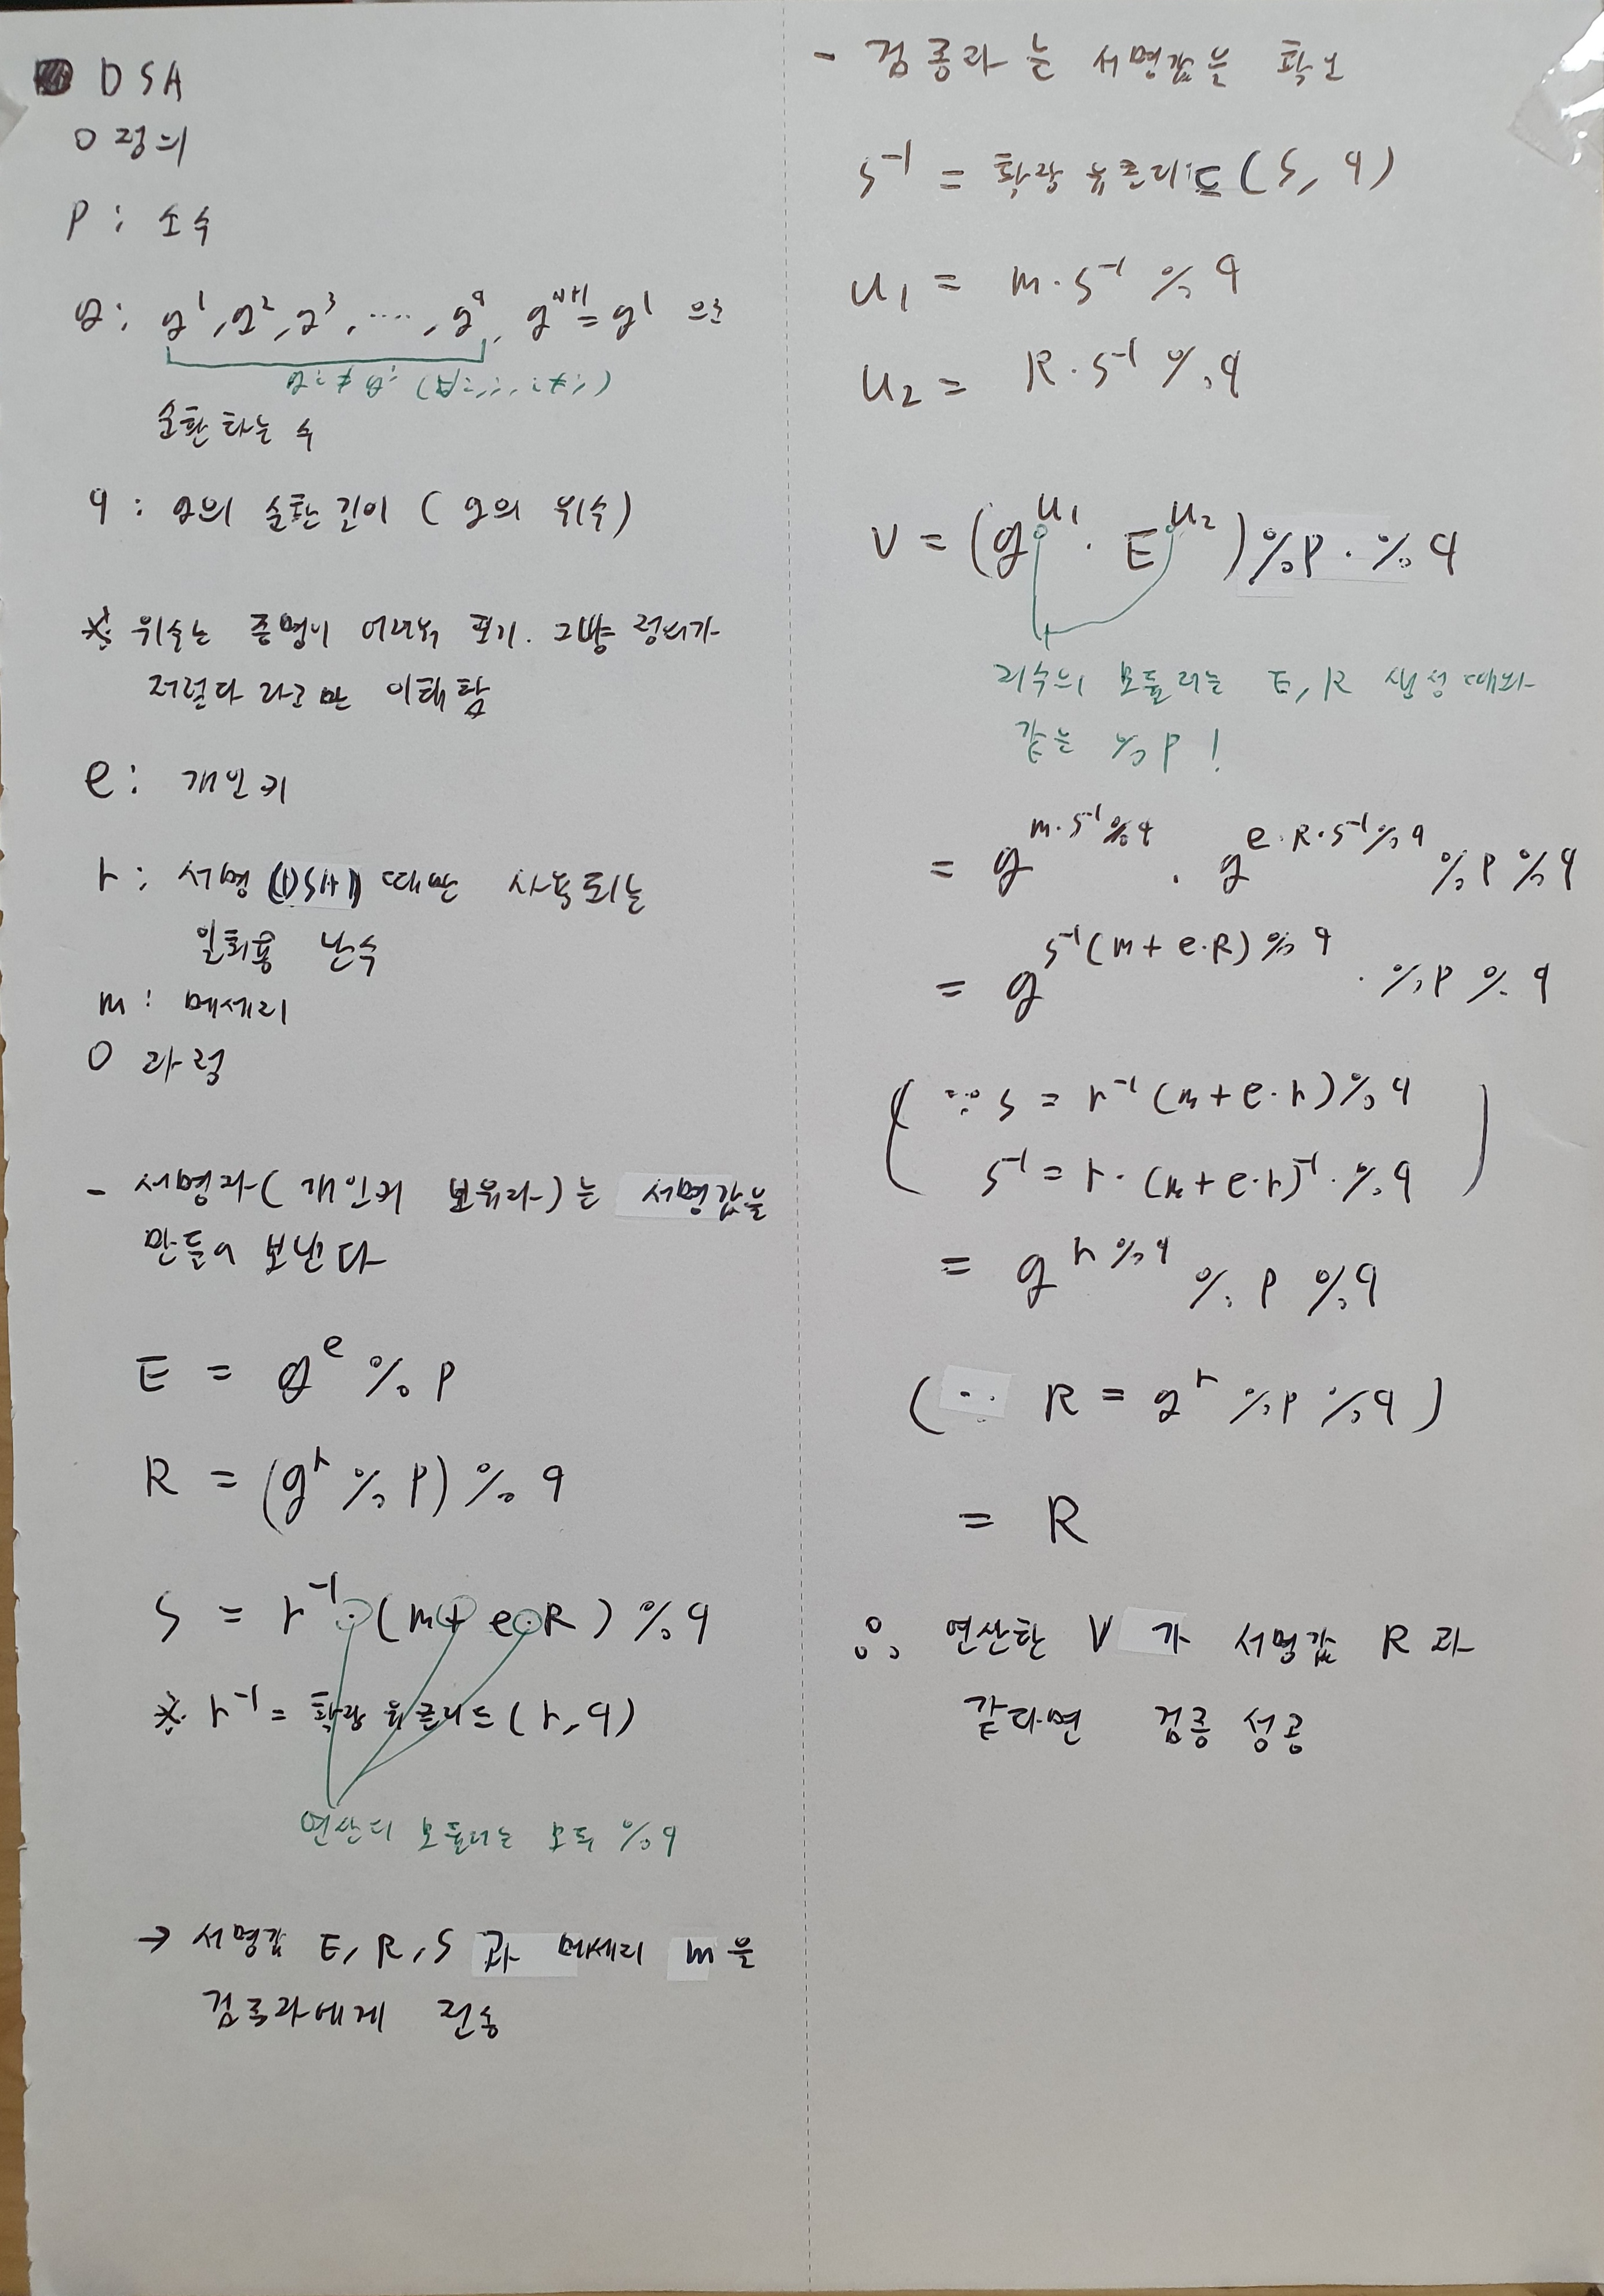 DSA
○ 정의
p : 소수
g : g¹, g², g³, ‥‥, g^q, g^(q+1) = g¹ 으로
순환하는 수
q : g의 순환길이 ( g의 위수)
※ 위수는 증명이 어려워 포기. 그냥 정의가
저렇다 라고만 이해함
e : 개인키
r : 서명(DSA) 때만 사용되는
일회용 난수
m : 메세지
○ 과정
- 서명자(개인키 보유자)는 서명값을
만들어 보낸다
E = g^e % p
R = (g^r % p) % q
S = r⁻¹ · (m + e · R) % q
※ r⁻¹ = 확장 유클리드 (r, q)
연산의 모듈러는 모두 % q
→ 서명값 E, R, S 과 메세지 m을
검증자에게 전송
- 검증자는 서명값을 확보
S⁻¹ = 확장 유클리드 (S, q)
u₁ = m · S⁻¹ % q
u₂ = R · S⁻¹ % q
V = (g^u₁ · E^u₂) % p · % q
지수의 모듈러는 E, R 생성 때와
같은 % p !
= g^(m · S⁻¹ % q) · g^(e · R · S⁻¹ % q) % p % q
= g^(S⁻¹(m + e · R) % q) · % p % q
( ∵ S = r⁻¹ (m + e · r) % q
S⁻¹ = r · (m + e · r)⁻¹ · % q )
= g^(r % q) % p % q
( ∵ R = g^r % p % q )
= R
∴ 연산한 V 가 서명값 R 과
같다면 검증 성공